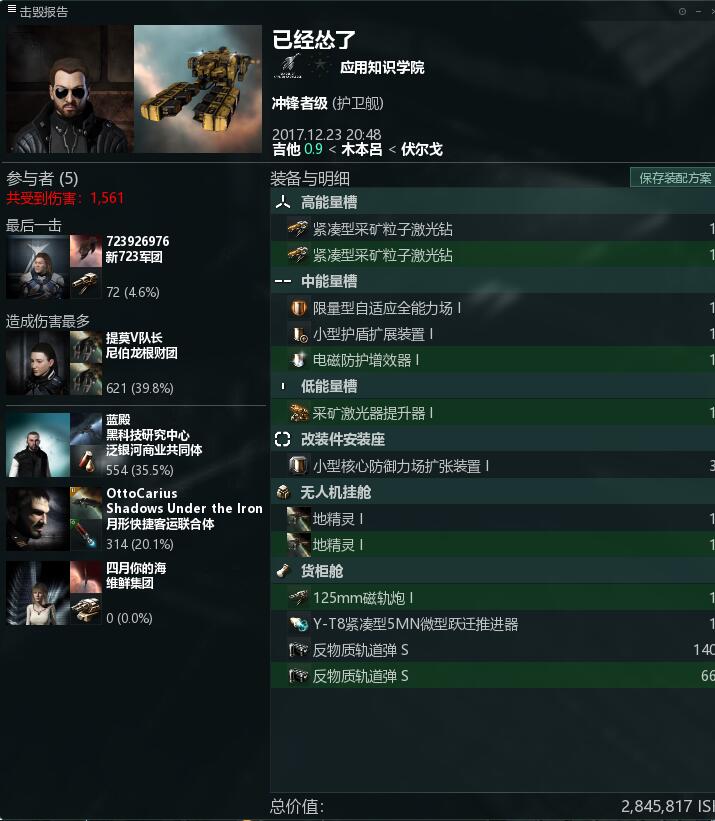 击毁报告
已经怂了
应用知识学院
冲锋者级 (护卫舰)
2017.12.23 20:48
吉他 0.9 < 木本吕 < 伏尔戈
参与者 (5)
共受到伤害: 1,561
最后一击
723926976
新723军团
72 (4.6%)
造成伤害最多
提莫V队长
尼伯龙根财团
621 (39.8%)
蓝殿
黑科技研究中心
泛银河商业共同体
554 (35.5%)
OttoCarius
Shadows Under the Iron
月形快捷客运联合体
314 (20.1%)
四月你的海
维鲜集团
0 (0.0%)
装备与明细
保存装配方案
高能量槽
紧凑型采矿粒子激光钻 1
紧凑型采矿粒子激光钻 1
中能量槽
限量型自适应全能力场 I 1
小型护盾扩展装置 I 1
电磁防护增效器 I 1
低能量槽
采矿激光器提升器 I 1
改装件安装座
小型核心防御力场扩张装置 I 3
无人机挂舱
地精灵 I 1
地精灵 I 1
货柜舱
125mm磁轨炮 I 1
Y-T8紧凑型5MN微型跃迁推进器 1
反物质轨道弹 S 140
反物质轨道弹 S 66
总价值: 2,845,817 ISI